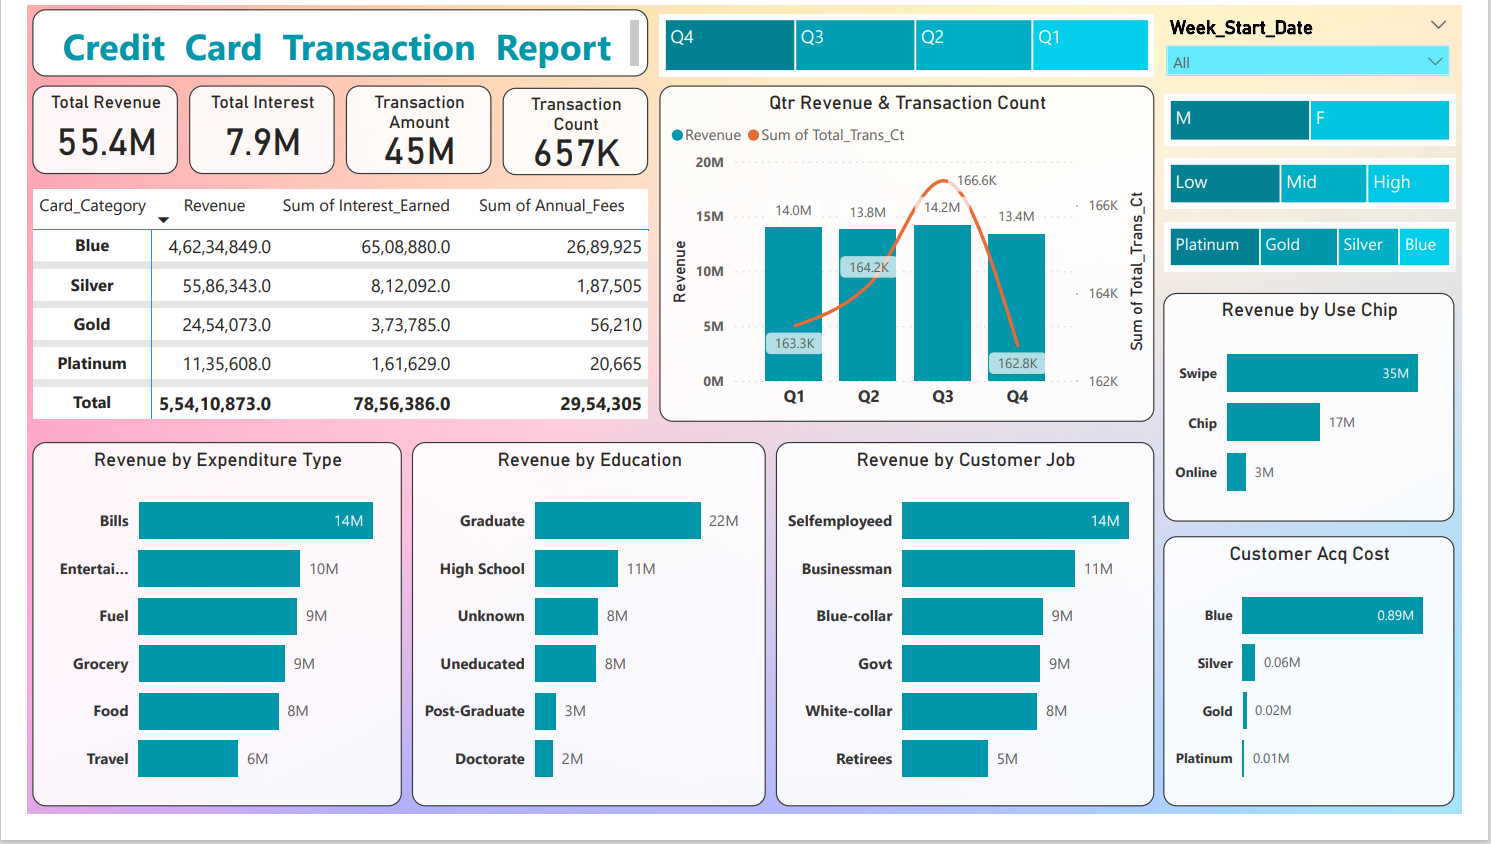 Credit Card Transaction Report
Q4 Q3 Q2 Q1
Week_Start_Date
All
M F
Low Mid High
Platinum Gold Silver Blue
Total Revenue
55.4M
Total Interest
7.9M
Transaction
Amount
45M
Transaction
Count
657K
Card_Category Revenue Sum of Interest_Earned Sum of Annual_Fees
Blue 4,62,34,849.0 65,08,880.0 26,89,925
Silver 55,86,343.0 8,12,092.0 1,87,505
Gold 24,54,073.0 3,73,785.0 56,210
Platinum 11,35,608.0 1,61,629.0 20,665
Total 5,54,10,873.0 78,56,386.0 29,54,305
Qtr Revenue & Transaction Count
Revenue Sum of Total_Trans_Ct
20M
15M
10M
5M
0M
Revenue
14.0M 13.8M 14.2M 13.4M
163.3K 164.2K 166.6K 162.8K
166K
164K
162K
Sum of Total_Trans_Ct
Q1 Q2 Q3 Q4
Revenue by Use Chip
Swipe 35M
Chip 17M
Online 3M
Revenue by Expenditure Type
Bills 14M
Entertai... 10M
Fuel 9M
Grocery 9M
Food 8M
Travel 6M
Revenue by Education
Graduate 22M
High School 11M
Unknown 8M
Uneducated 8M
Post-Graduate 3M
Doctorate 2M
Revenue by Customer Job
Selfemployeed 14M
Businessman 11M
Blue-collar 9M
Govt 9M
White-collar 8M
Retirees 5M
Customer Acq Cost
Blue 0.89M
Silver 0.06M
Gold 0.02M
Platinum 0.01M